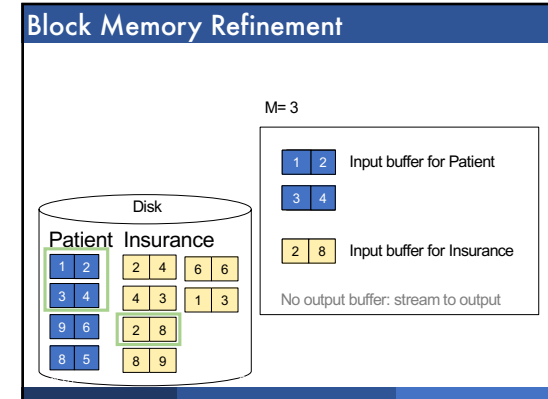 Block Memory Refinement
M= 3
1 2 Input buffer for Patient
3 4
2 8 Input buffer for Insurance
No output buffer: stream to output
Disk
Patient Insurance
1 2 2 4 6 6
3 4 4 3 1 3
9 6 2 8
8 5 8 9